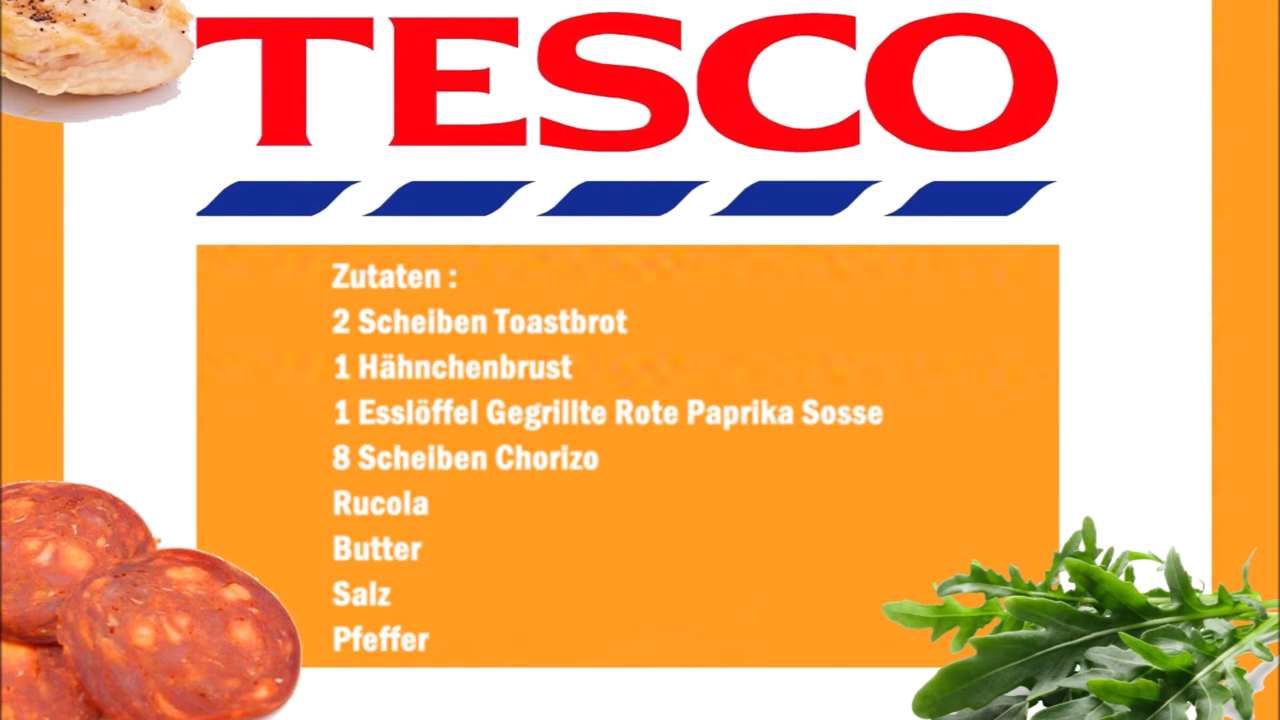 TESCO
Zutaten :
2 Scheiben Toastbrot
1 Hähnchenbrust
1 Esslöffel Gegrillte Rote Paprika Sosse
8 Scheiben Chorizo
Rucola
Butter
Salz
Pfeffer